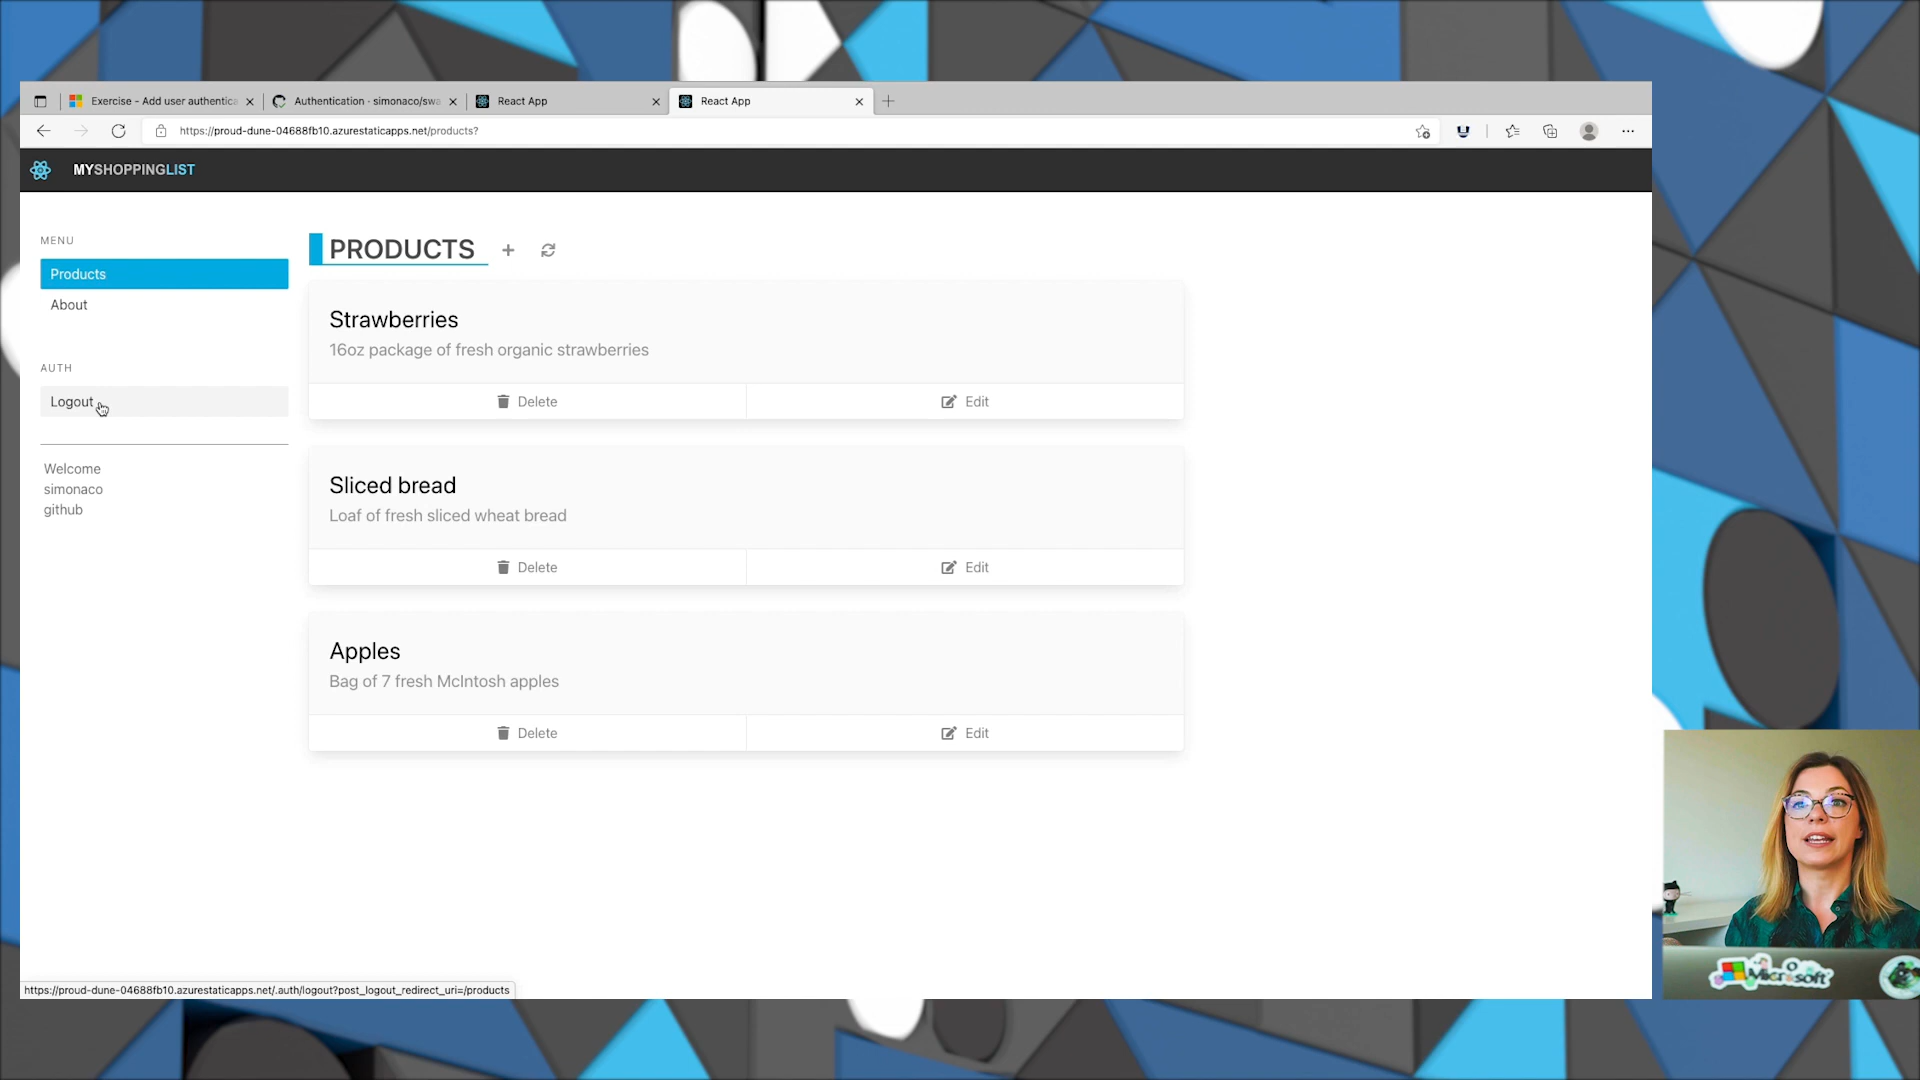 Exercise - Add user authentica
Authentication · simonaco/swa
React App
React App
https://proud-dune-04688fb10.azurestaticapps.net/products?
MYSHOPPINGLIST
MENU
Products
About
AUTH
Logout
Welcome
simonaco
github
PRODUCTS
Strawberries
16oz package of fresh organic strawberries
Delete
Edit
Sliced bread
Loaf of fresh sliced wheat bread
Delete
Edit
Apples
Bag of 7 fresh McIntosh apples
Delete
Edit
https://proud-dune-04688fb10.azurestaticapps.net/.auth/logout?post_logout_redirect_uri=/products
Microsoft